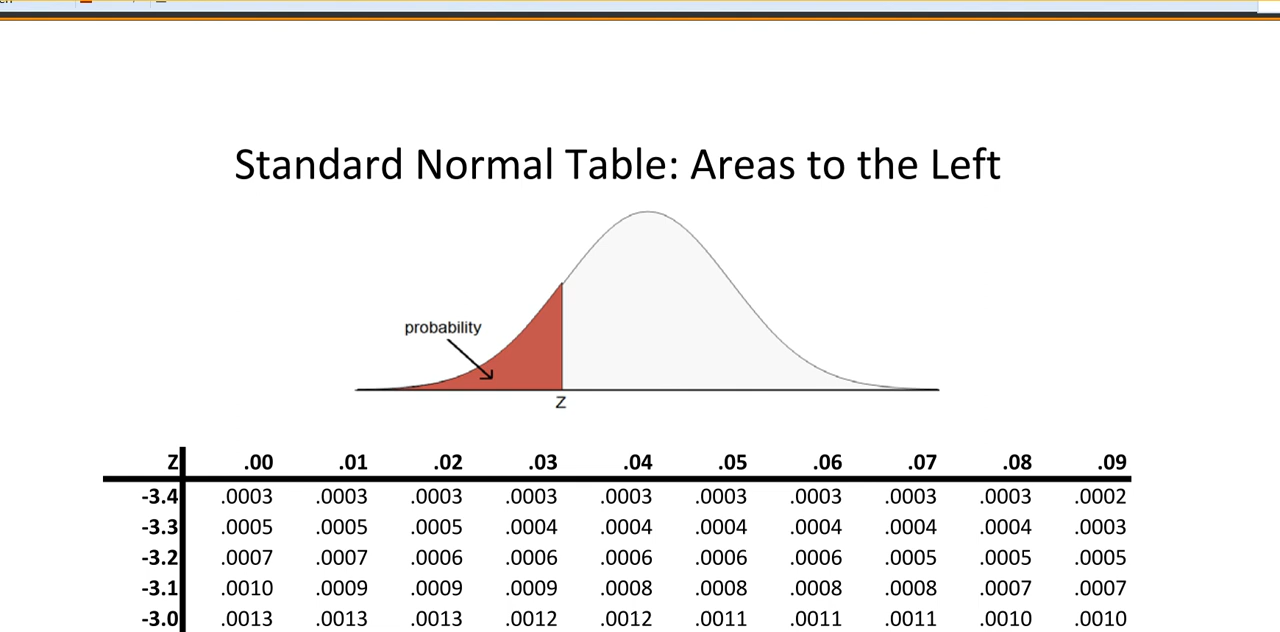 Standard Normal Table: Areas to the Left
probability
Z
Z .00 .01 .02 .03 .04 .05 .06 .07 .08 .09
-3.4 .0003 .0003 .0003 .0003 .0003 .0003 .0003 .0003 .0003 .0002
-3.3 .0005 .0005 .0005 .0004 .0004 .0004 .0004 .0004 .0004 .0003
-3.2 .0007 .0007 .0006 .0006 .0006 .0006 .0006 .0005 .0005 .0005
-3.1 .0010 .0009 .0009 .0009 .0008 .0008 .0008 .0008 .0007 .0007
-3.0 .0013 .0013 .0013 .0012 .0012 .0011 .0011 .0011 .0010 .0010